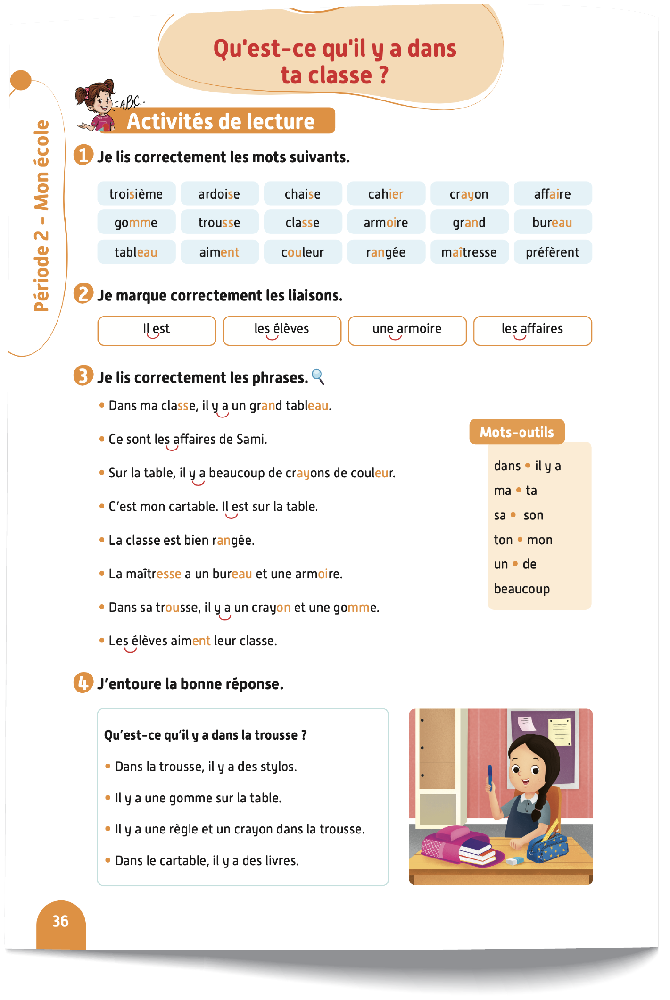 Qu'est-ce qu'il y a dans
ta classe ?
Période 2 - Mon école
A.B.C..
Activités de lecture
1 Je lis correctement les mots suivants.
troisième ardoise chaise cahier crayon affaire
gomme trousse classe armoire grand bureau
tableau aiment couleur rangée maîtresse préfèrent
2 Je marque correctement les liaisons.
Il est les élèves une armoire les affaires
3 Je lis correctement les phrases.
• Dans ma classe, il y a un grand tableau.
• Ce sont les affaires de Sami.
• Sur la table, il y a beaucoup de crayons de couleur.
• C'est mon cartable. Il est sur la table.
• La classe est bien rangée.
• La maîtresse a un bureau et une armoire.
• Dans sa trousse, il y a un crayon et une gomme.
• Les élèves aiment leur classe.
Mots-outils
dans • il y a
ma • ta
sa • son
ton • mon
un • de
beaucoup
4 J'entoure la bonne réponse.
Qu'est-ce qu'il y a dans la trousse ?
• Dans la trousse, il y a des stylos.
• Il y a une gomme sur la table.
• Il y a une règle et un crayon dans la trousse.
• Dans le cartable, il y a des livres.
36